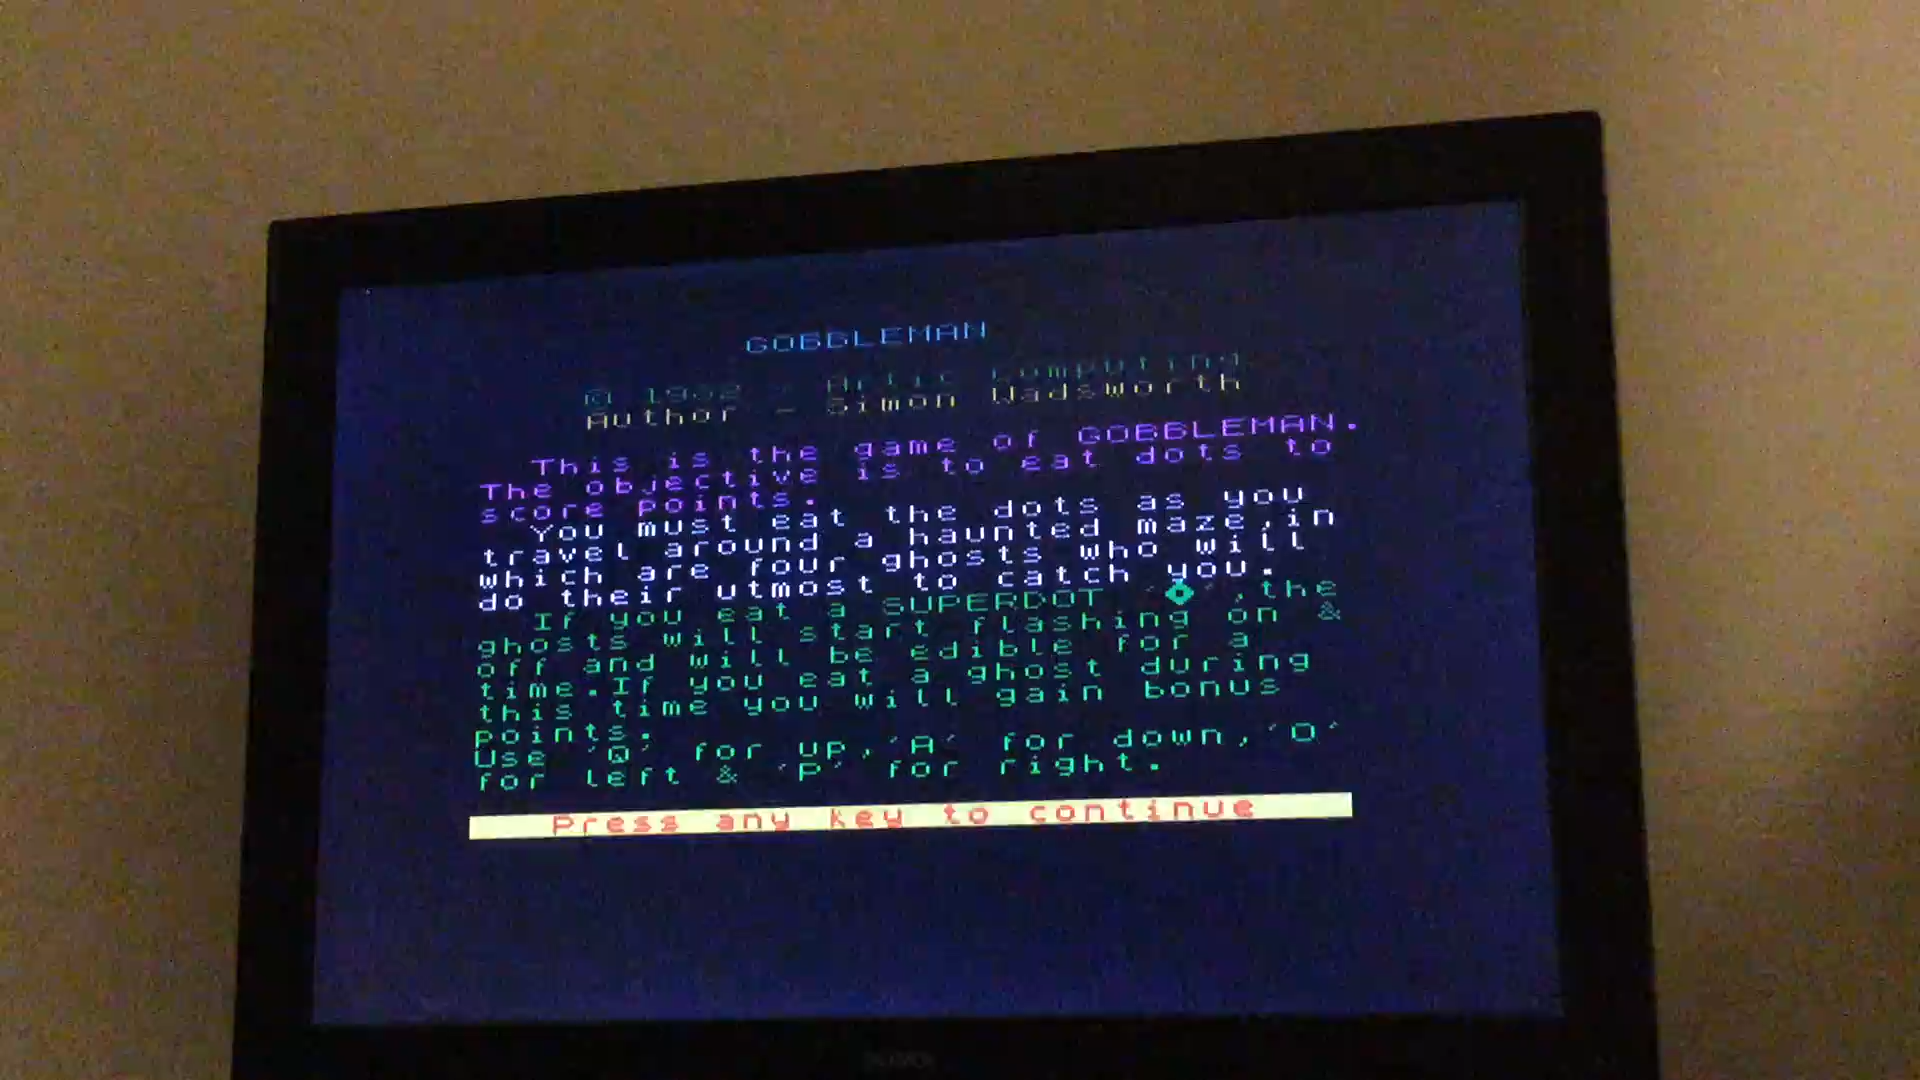 GOBBLEMAN
© 1982 - Artic Computing.
Author - Simon Wadsworth
This is the game of GOBBLEMAN.
The objective is to eat dots to
score points.
You must eat the dots as you
travel around a haunted maze,in
which are four ghosts who will
do their utmost to catch you.
If you eat a SUPERDOT '◆',the
ghosts will start flashing on &
off and will be edible for a
time.If you eat a ghost during
this time you will gain bonus
points.
Use 'Q' for up,'A' for down,'O'
for left & 'P' for right.
Press any key to continue